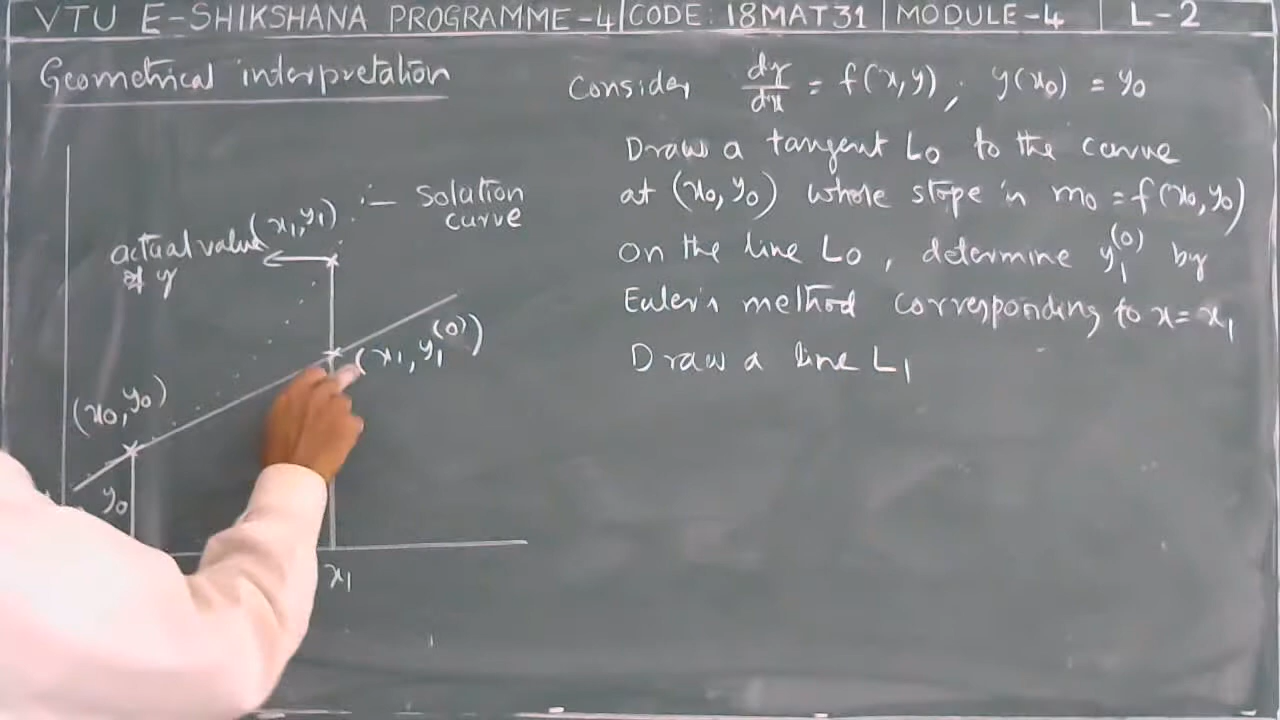 VTU E-SHIKSHANA PROGRAMME-4 | CODE: 18MAT31 | MODULE-4 | L-2
Geometrical interpretation
(x₁, y₁)
∴ — Solution
curve
actual value
of y
(x₁, y₁⁽⁰⁾)
(x₀, y₀)
y₀
x₁
Consider dy/dx = f(x, y), y(x₀) = y₀
Draw a tangent L₀ to the curve
at (x₀, y₀) whose slope is m₀ = f(x₀, y₀)
on the line L₀, determine y₁⁽⁰⁾ by
Euler's method corresponding to x = x₁
Draw a line L₁